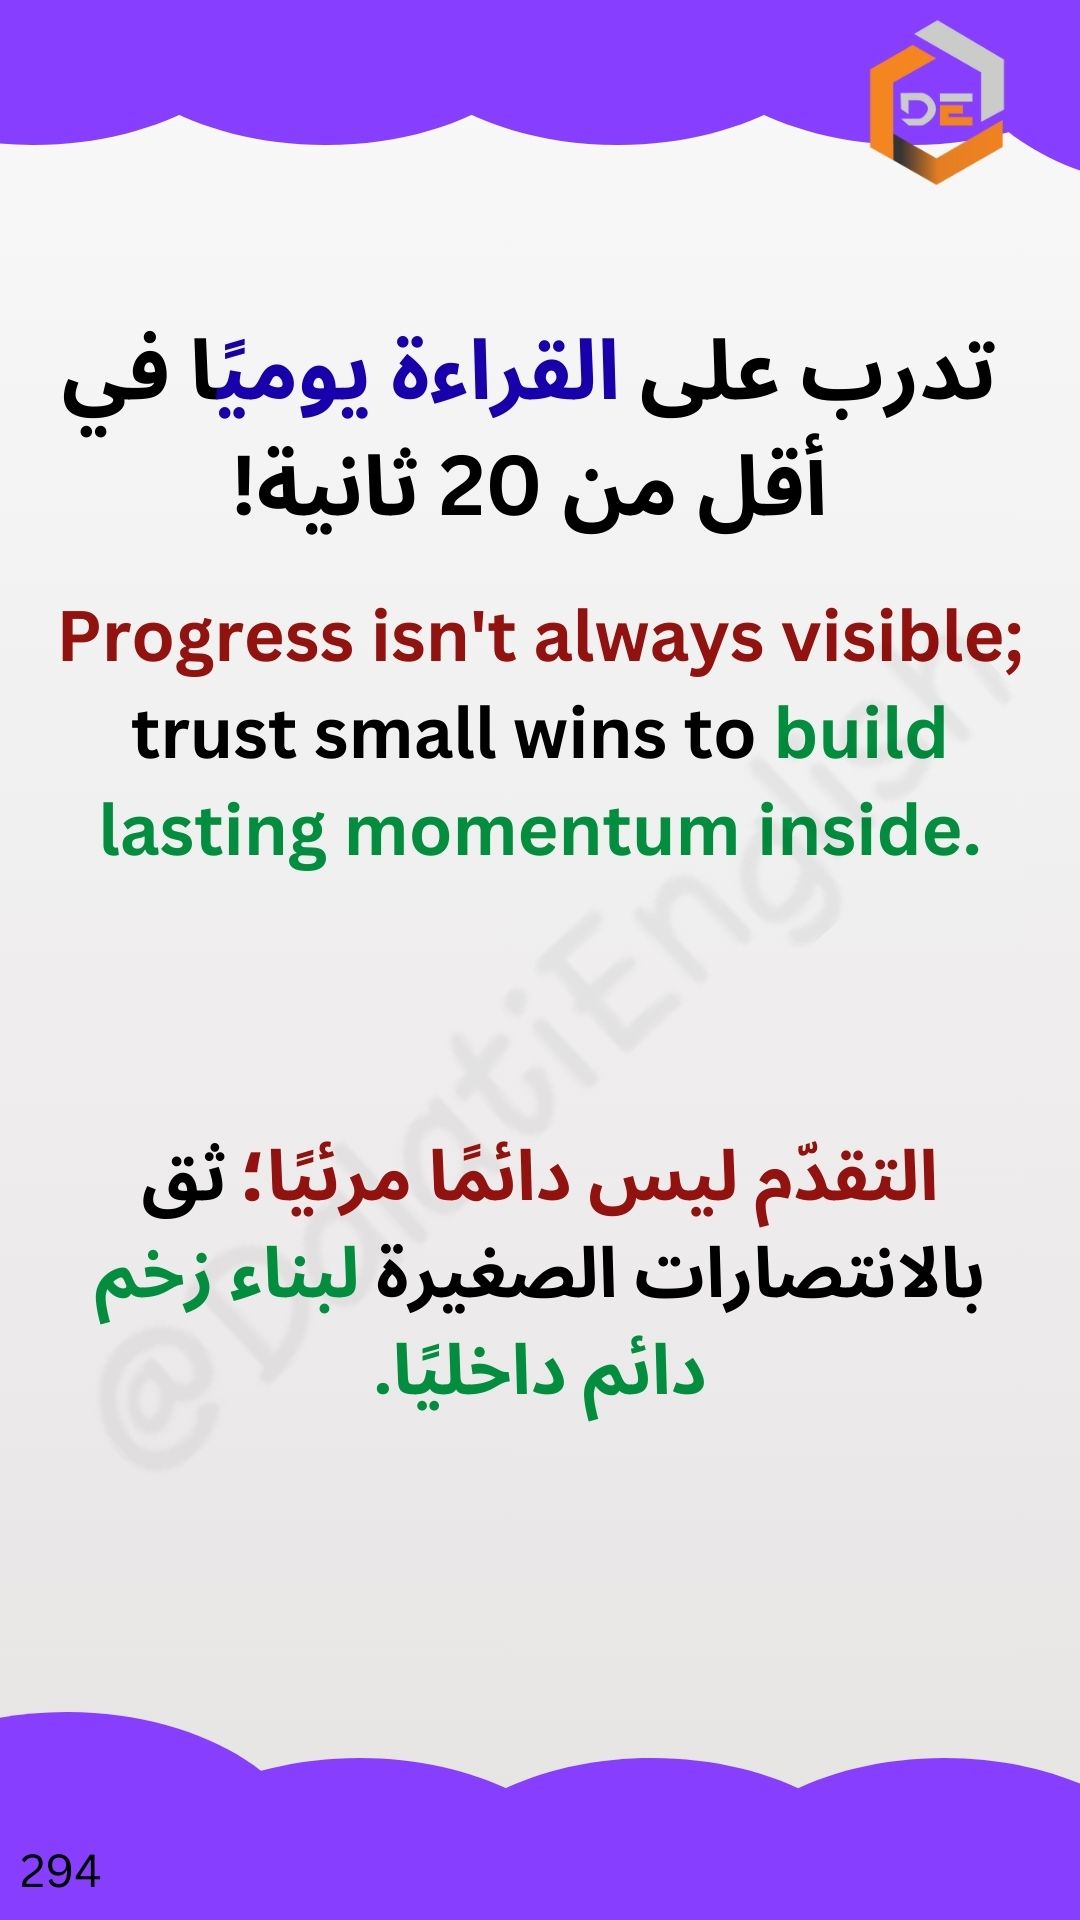 DE
تدرب على القراءة يوميًا في
أقل من 20 ثانية!
Progress isn't always visible;
trust small wins to build
lasting momentum inside.
@DdatiEnglish
التقدّم ليس دائمًا مرئيًا؛ ثق
بالانتصارات الصغيرة لبناء زخم
دائم داخليًا.
294